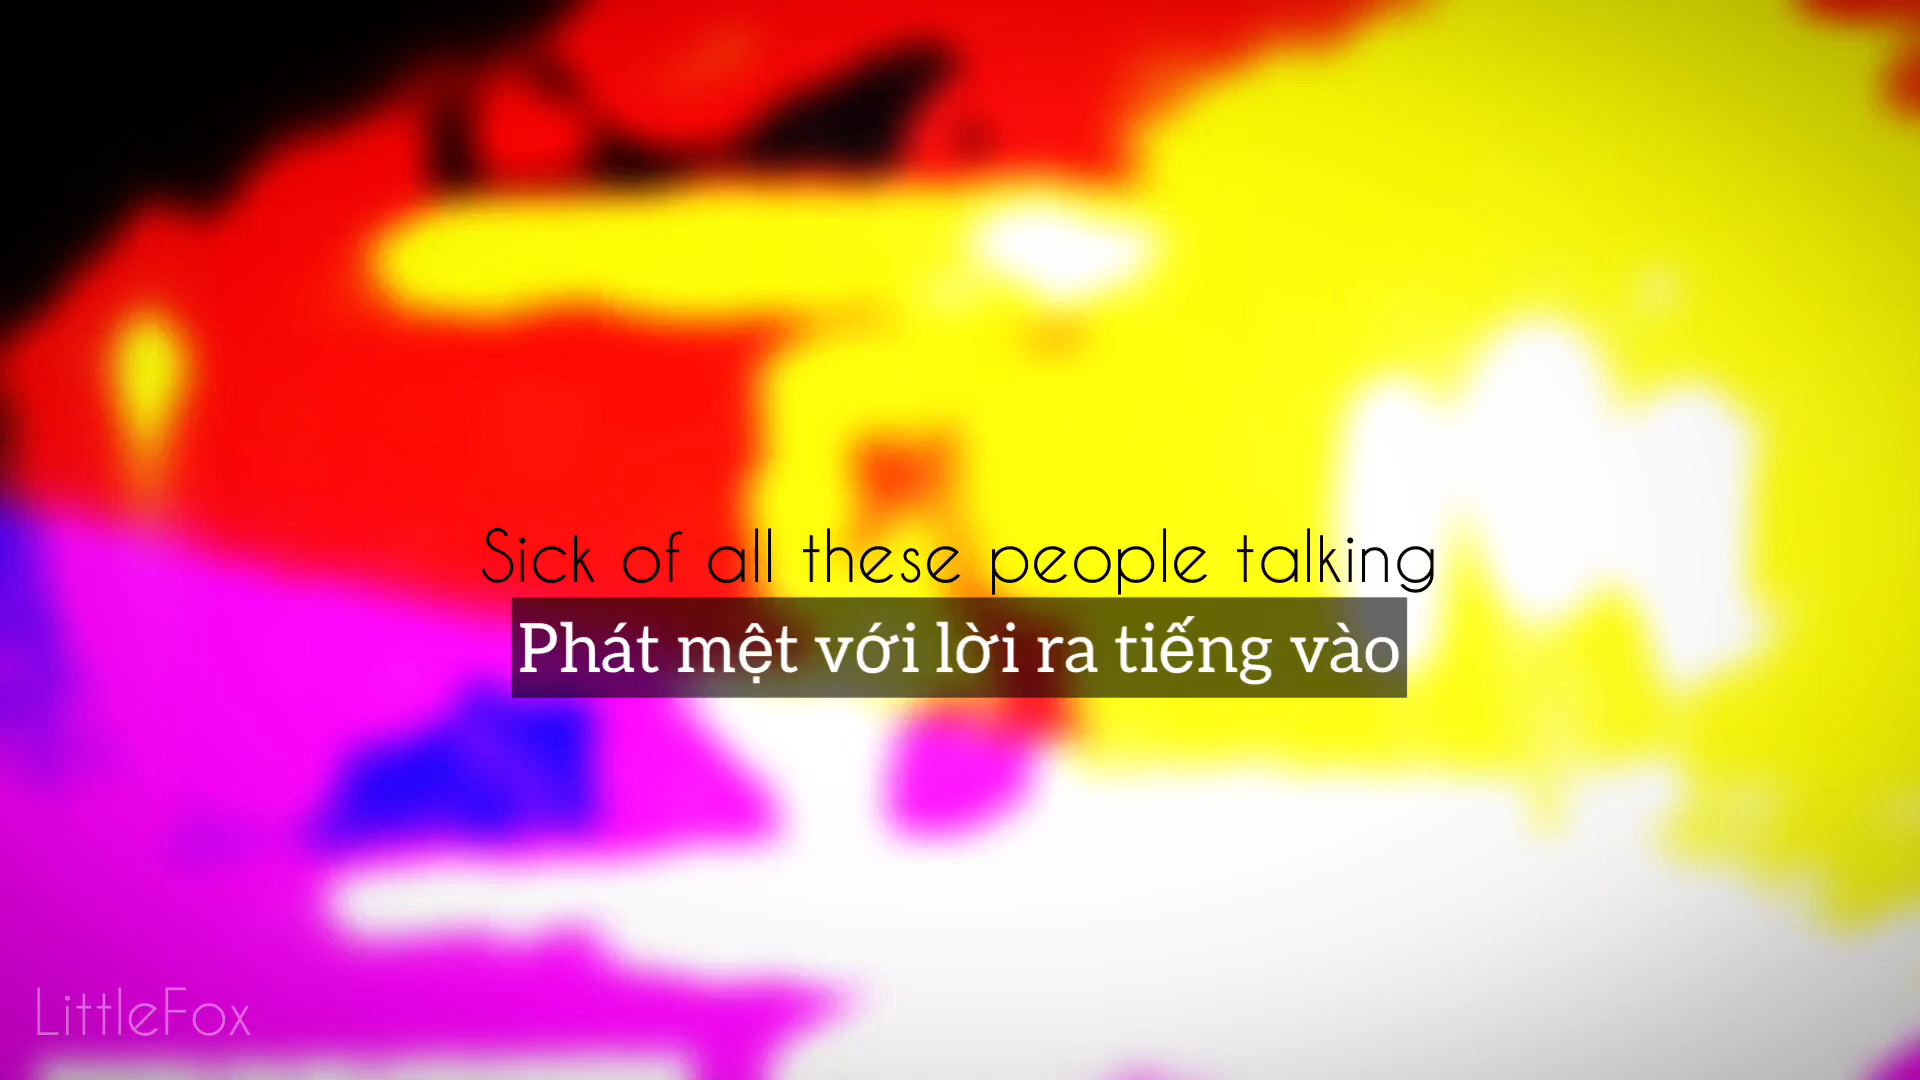 Sick of all these people talking
Phát mệt với lời ra tiếng vào
LittleFox